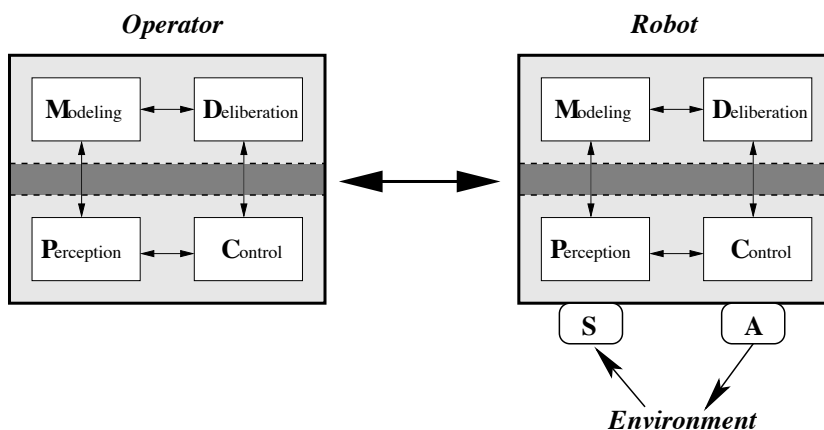 Operator
Robot
Modeling
Deliberation
Modeling
Deliberation
Perception
Control
Perception
Control
S
A
Environment